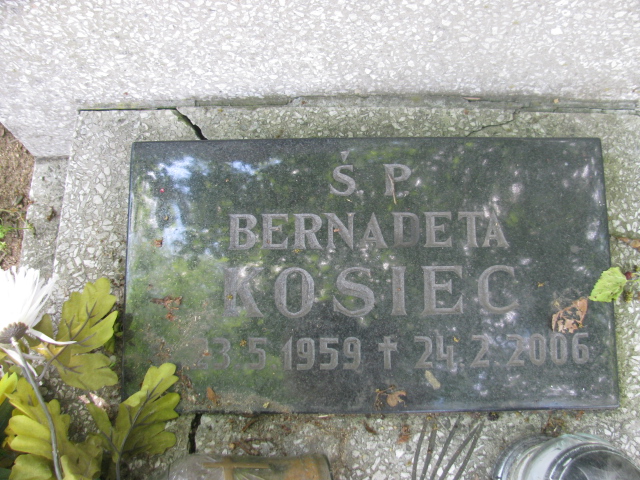 Ś. P.
BERNADETA
KOSIEC
23.5.1959 ✝ 24.2.2006